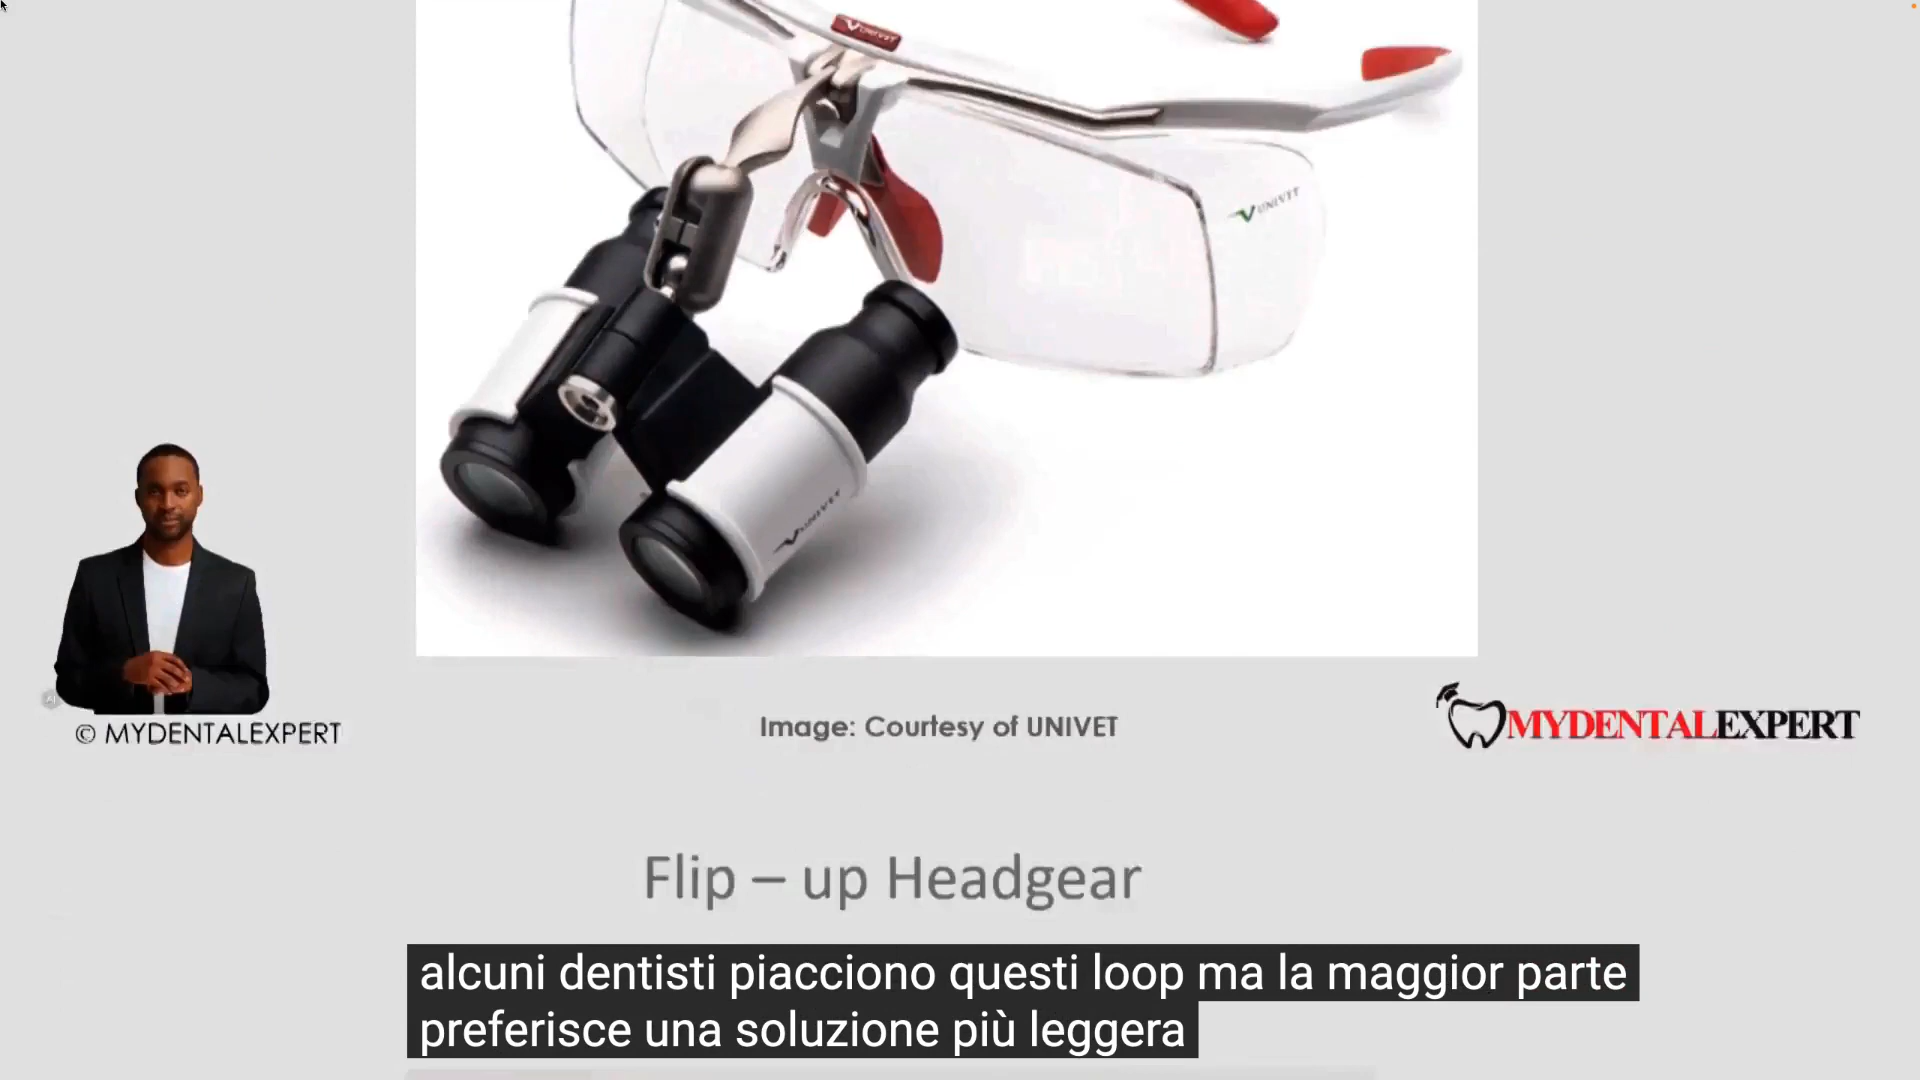 UNIVET
UNIVET
UNIVET
© MYDENTALEXPERT
Image: Courtesy of UNIVET
MYDENTALEXPERT
Flip – up Headgear
alcuni dentisti piacciono questi loop ma la maggior parte
preferisce una soluzione più leggera